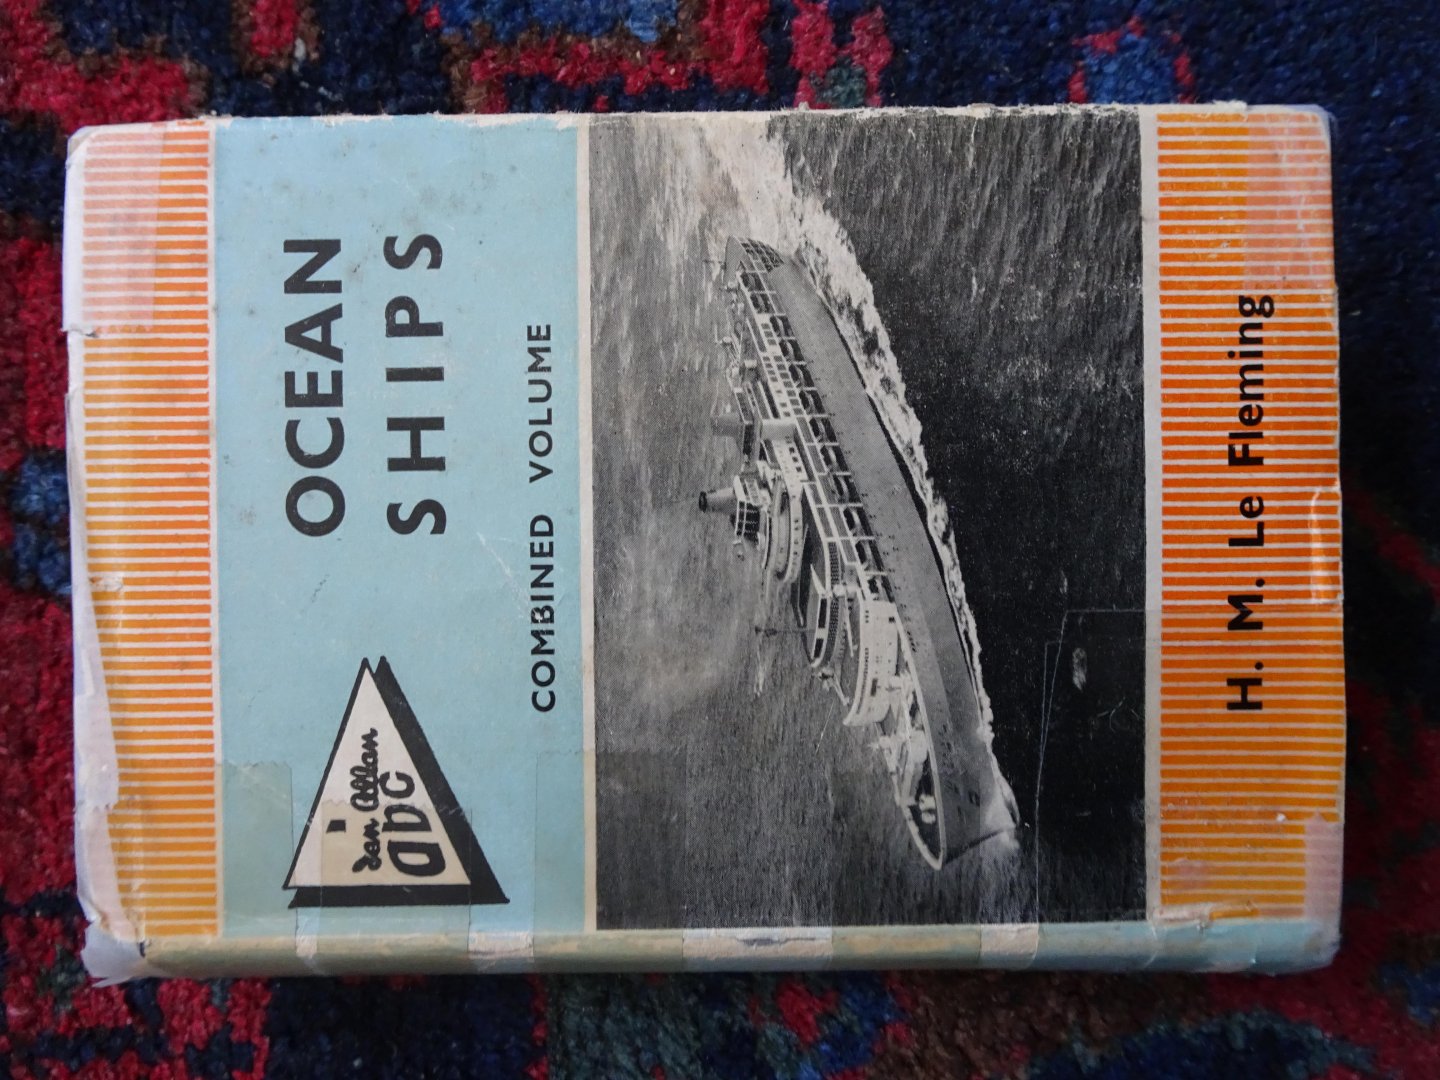 Ian Allan
abc
OCEAN
SHIPS
COMBINED VOLUME
H. M. Le Fleming